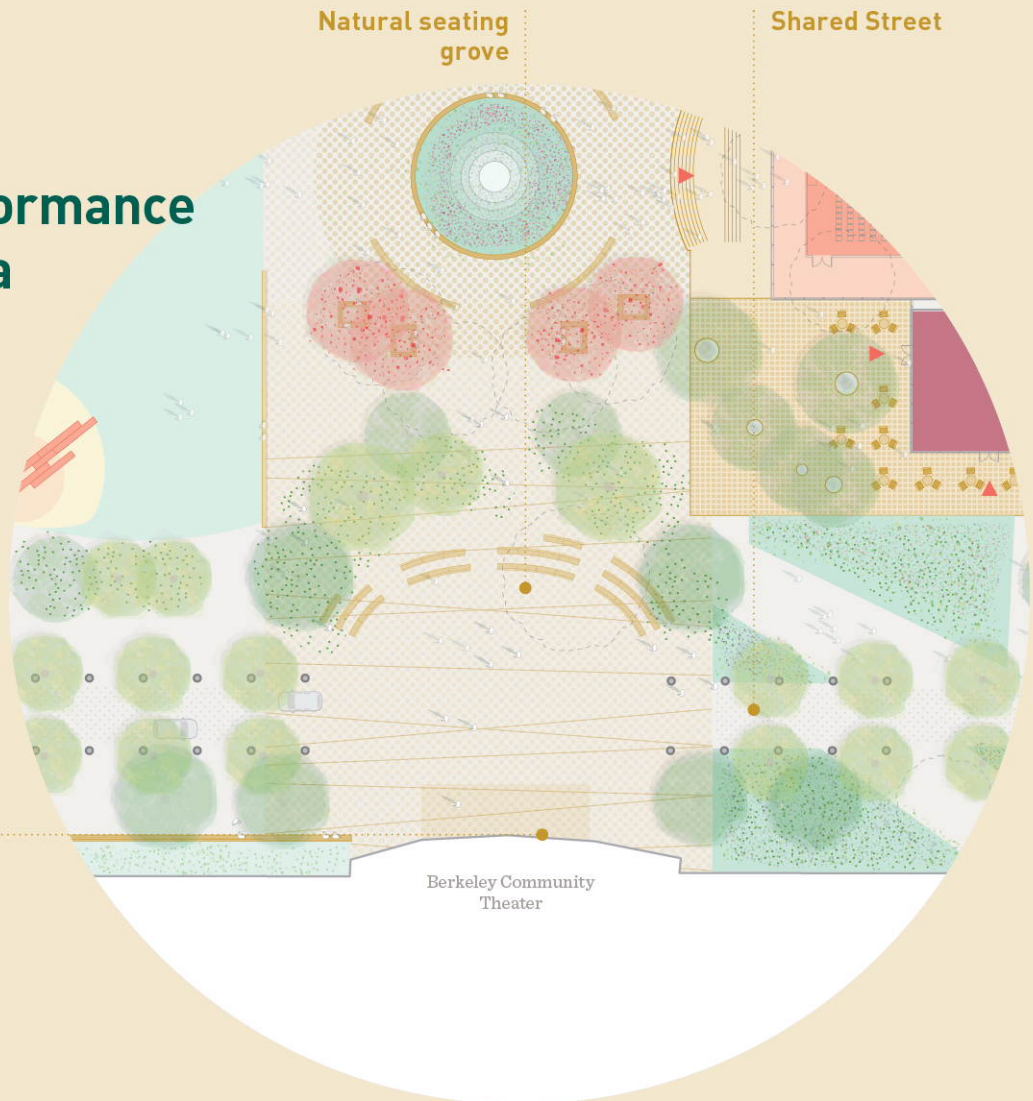 Natural seating
grove
Shared Street
ormance
a
Berkeley Community
Theater